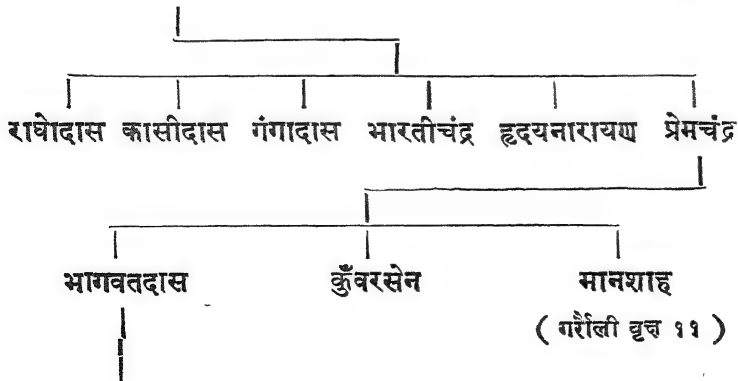 राघोदास कासीदास गंगादास भारतीचंद्र हृदयनारायण प्रेमचंद्र
भागवतदास कुँवरसेन मानशाह
( गर्रौली वृक्ष ११ )